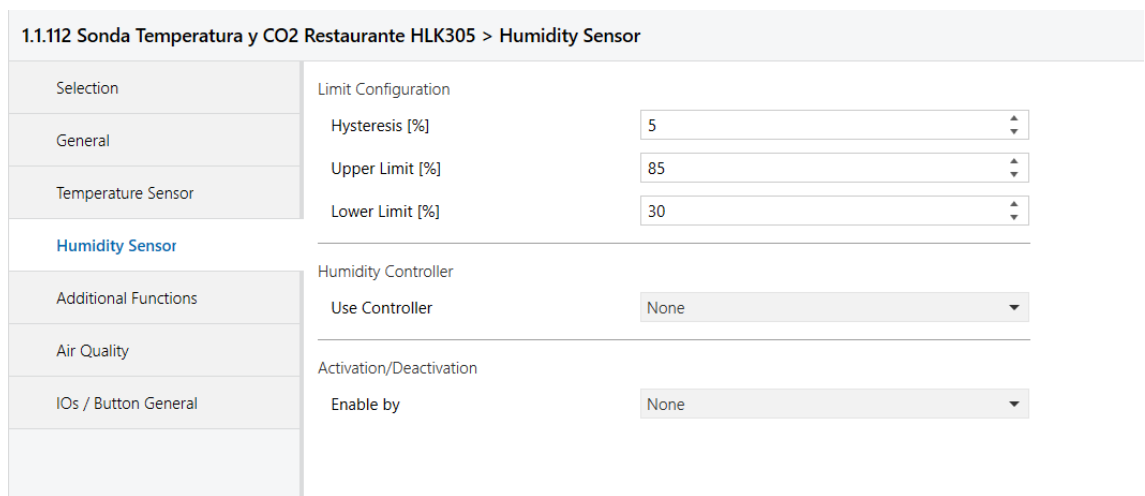 1.1.112 Sonda Temperatura y CO2 Restaurante HLK305 > Humidity Sensor
Selection
General
Temperature Sensor
Humidity Sensor
Additional Functions
Air Quality
IOs / Button General
Limit Configuration
Hysteresis [%] 5
Upper Limit [%] 85
Lower Limit [%] 30
Humidity Controller
Use Controller None
Activation/Deactivation
Enable by None